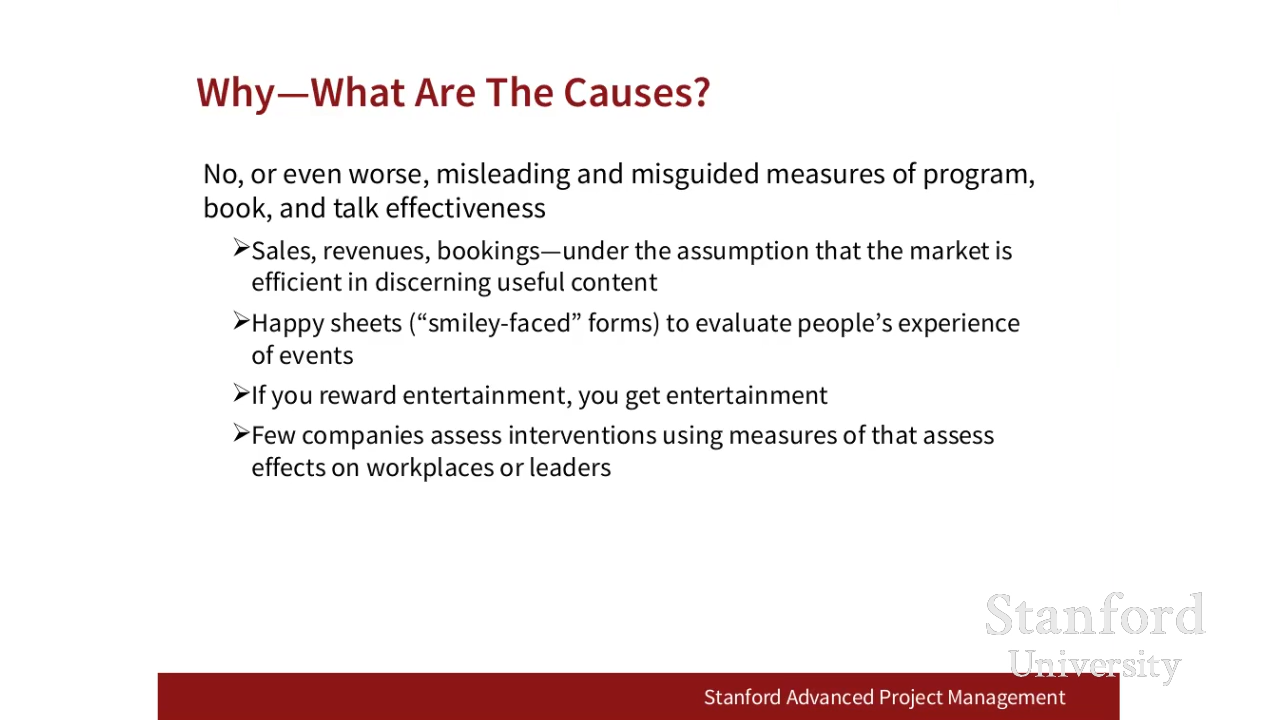 Why—What Are The Causes?
No, or even worse, misleading and misguided measures of program,
book, and talk effectiveness
➢Sales, revenues, bookings—under the assumption that the market is
efficient in discerning useful content
➢Happy sheets (“smiley-faced” forms) to evaluate people’s experience
of events
➢If you reward entertainment, you get entertainment
➢Few companies assess interventions using measures of that assess
effects on workplaces or leaders
Stanford
University
Stanford Advanced Project Management